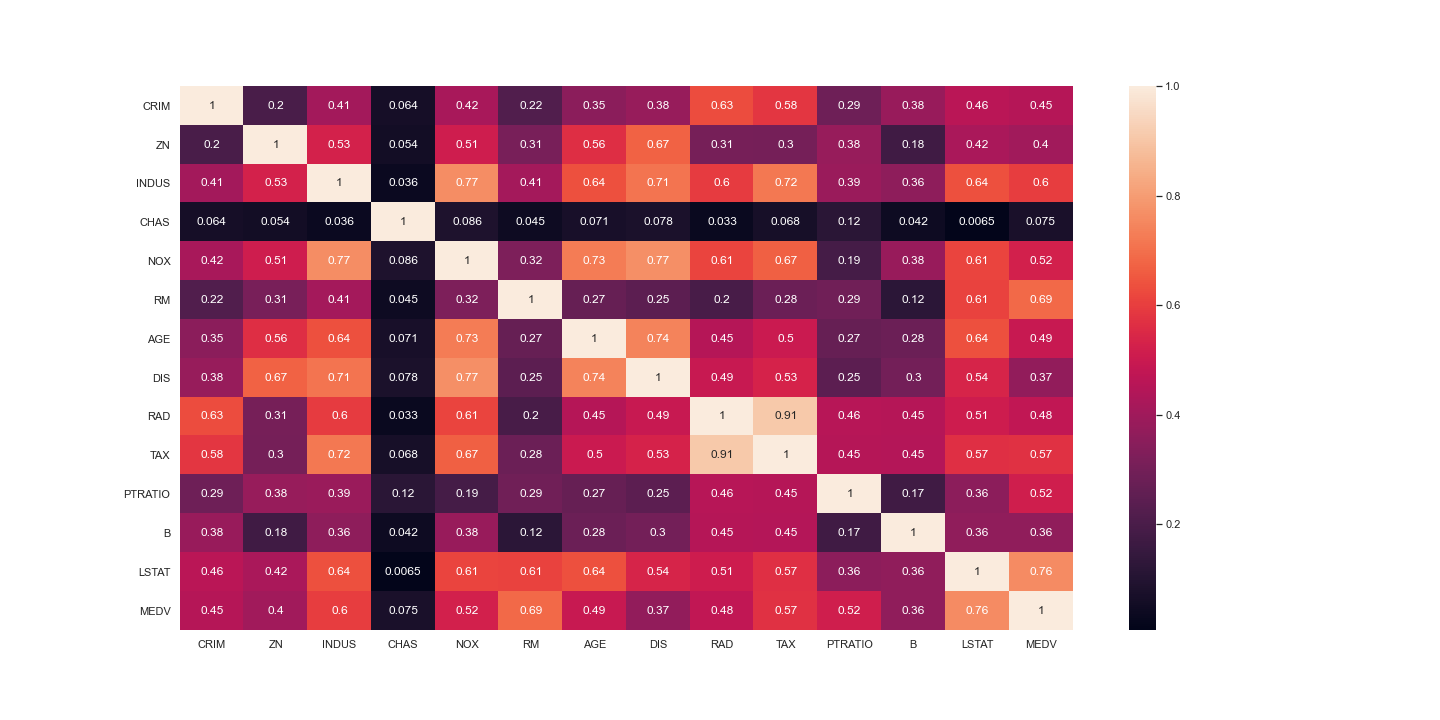 CRIM 1 0.2 0.41 0.064 0.42 0.22 0.35 0.38 0.63 0.58 0.29 0.38 0.46 0.45 1.0
ZN 0.2 1 0.53 0.054 0.51 0.31 0.56 0.67 0.31 0.3 0.38 0.18 0.42 0.4
INDUS 0.41 0.53 1 0.036 0.77 0.41 0.64 0.71 0.6 0.72 0.39 0.36 0.64 0.6
0.8
CHAS 0.064 0.054 0.036 1 0.086 0.045 0.071 0.078 0.033 0.068 0.12 0.042 0.0065 0.075
NOX 0.42 0.51 0.77 0.086 1 0.32 0.73 0.77 0.61 0.67 0.19 0.38 0.61 0.52
RM 0.22 0.31 0.41 0.045 0.32 1 0.27 0.25 0.2 0.28 0.29 0.12 0.61 0.69 0.6
AGE 0.35 0.56 0.64 0.071 0.73 0.27 1 0.74 0.45 0.5 0.27 0.28 0.64 0.49
DIS 0.38 0.67 0.71 0.078 0.77 0.25 0.74 1 0.49 0.53 0.25 0.3 0.54 0.37
RAD 0.63 0.31 0.6 0.033 0.61 0.2 0.45 0.49 1 0.91 0.46 0.45 0.51 0.48 0.4
TAX 0.58 0.3 0.72 0.068 0.67 0.28 0.5 0.53 0.91 1 0.45 0.45 0.57 0.57
PTRATIO 0.29 0.38 0.39 0.12 0.19 0.29 0.27 0.25 0.46 0.45 1 0.17 0.36 0.52
B 0.38 0.18 0.36 0.042 0.38 0.12 0.28 0.3 0.45 0.45 0.17 1 0.36 0.36 0.2
LSTAT 0.46 0.42 0.64 0.0065 0.61 0.61 0.64 0.54 0.51 0.57 0.36 0.36 1 0.76
MEDV 0.45 0.4 0.6 0.075 0.52 0.69 0.49 0.37 0.48 0.57 0.52 0.36 0.76 1
CRIM ZN INDUS CHAS NOX RM AGE DIS RAD TAX PTRATIO B LSTAT MEDV